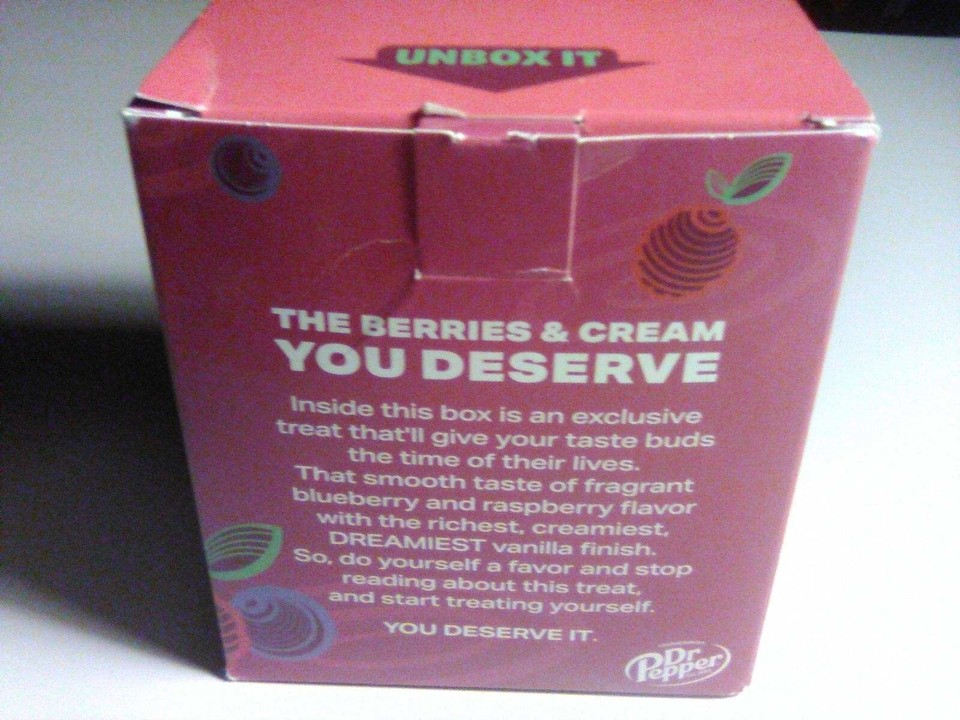 UNBOX IT
THE BERRIES & CREAM
YOU DESERVE
Inside this box is an exclusive
treat that'll give your taste buds
the time of their lives.
That smooth taste of fragrant
blueberry and raspberry flavor
with the richest, creamiest,
DREAMIEST vanilla finish.
So, do yourself a favor and stop
reading about this treat,
and start treating yourself.
YOU DESERVE IT.
Dr
Pepper